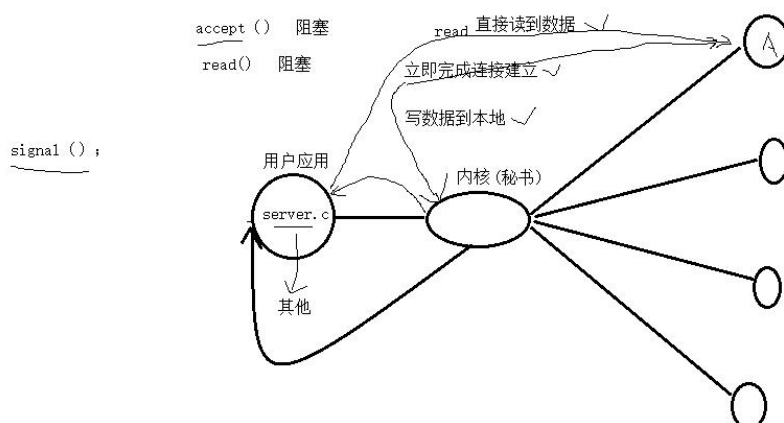 accept () 阻塞
read 直接读到数据
read() 阻塞
立即完成连接建立
写数据到本地
signal () ;
用户应用
内核(秘书)
server.c
其他
A